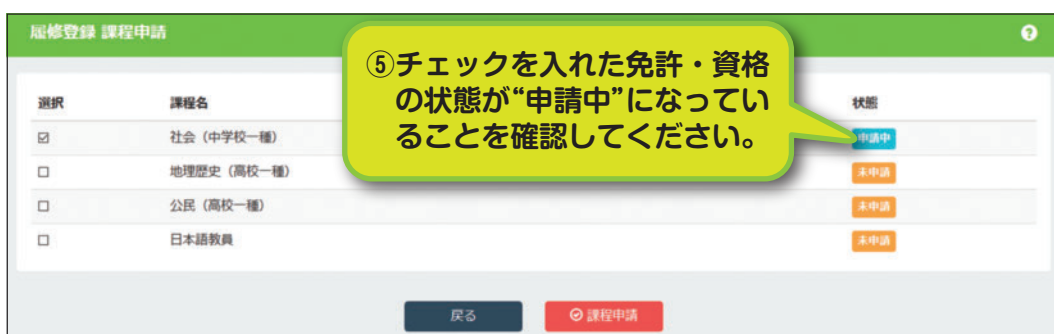 履修登録 課程申請
⑤チェックを入れた免許・資格
の状態が“申請中”になってい
ることを確認してください。
選択 課程名 状態
社会（中学校一種） 申請中
地理歴史（高校一種） 未申請
公民（高校一種） 未申請
日本語教員 未申請
戻る 課程申請